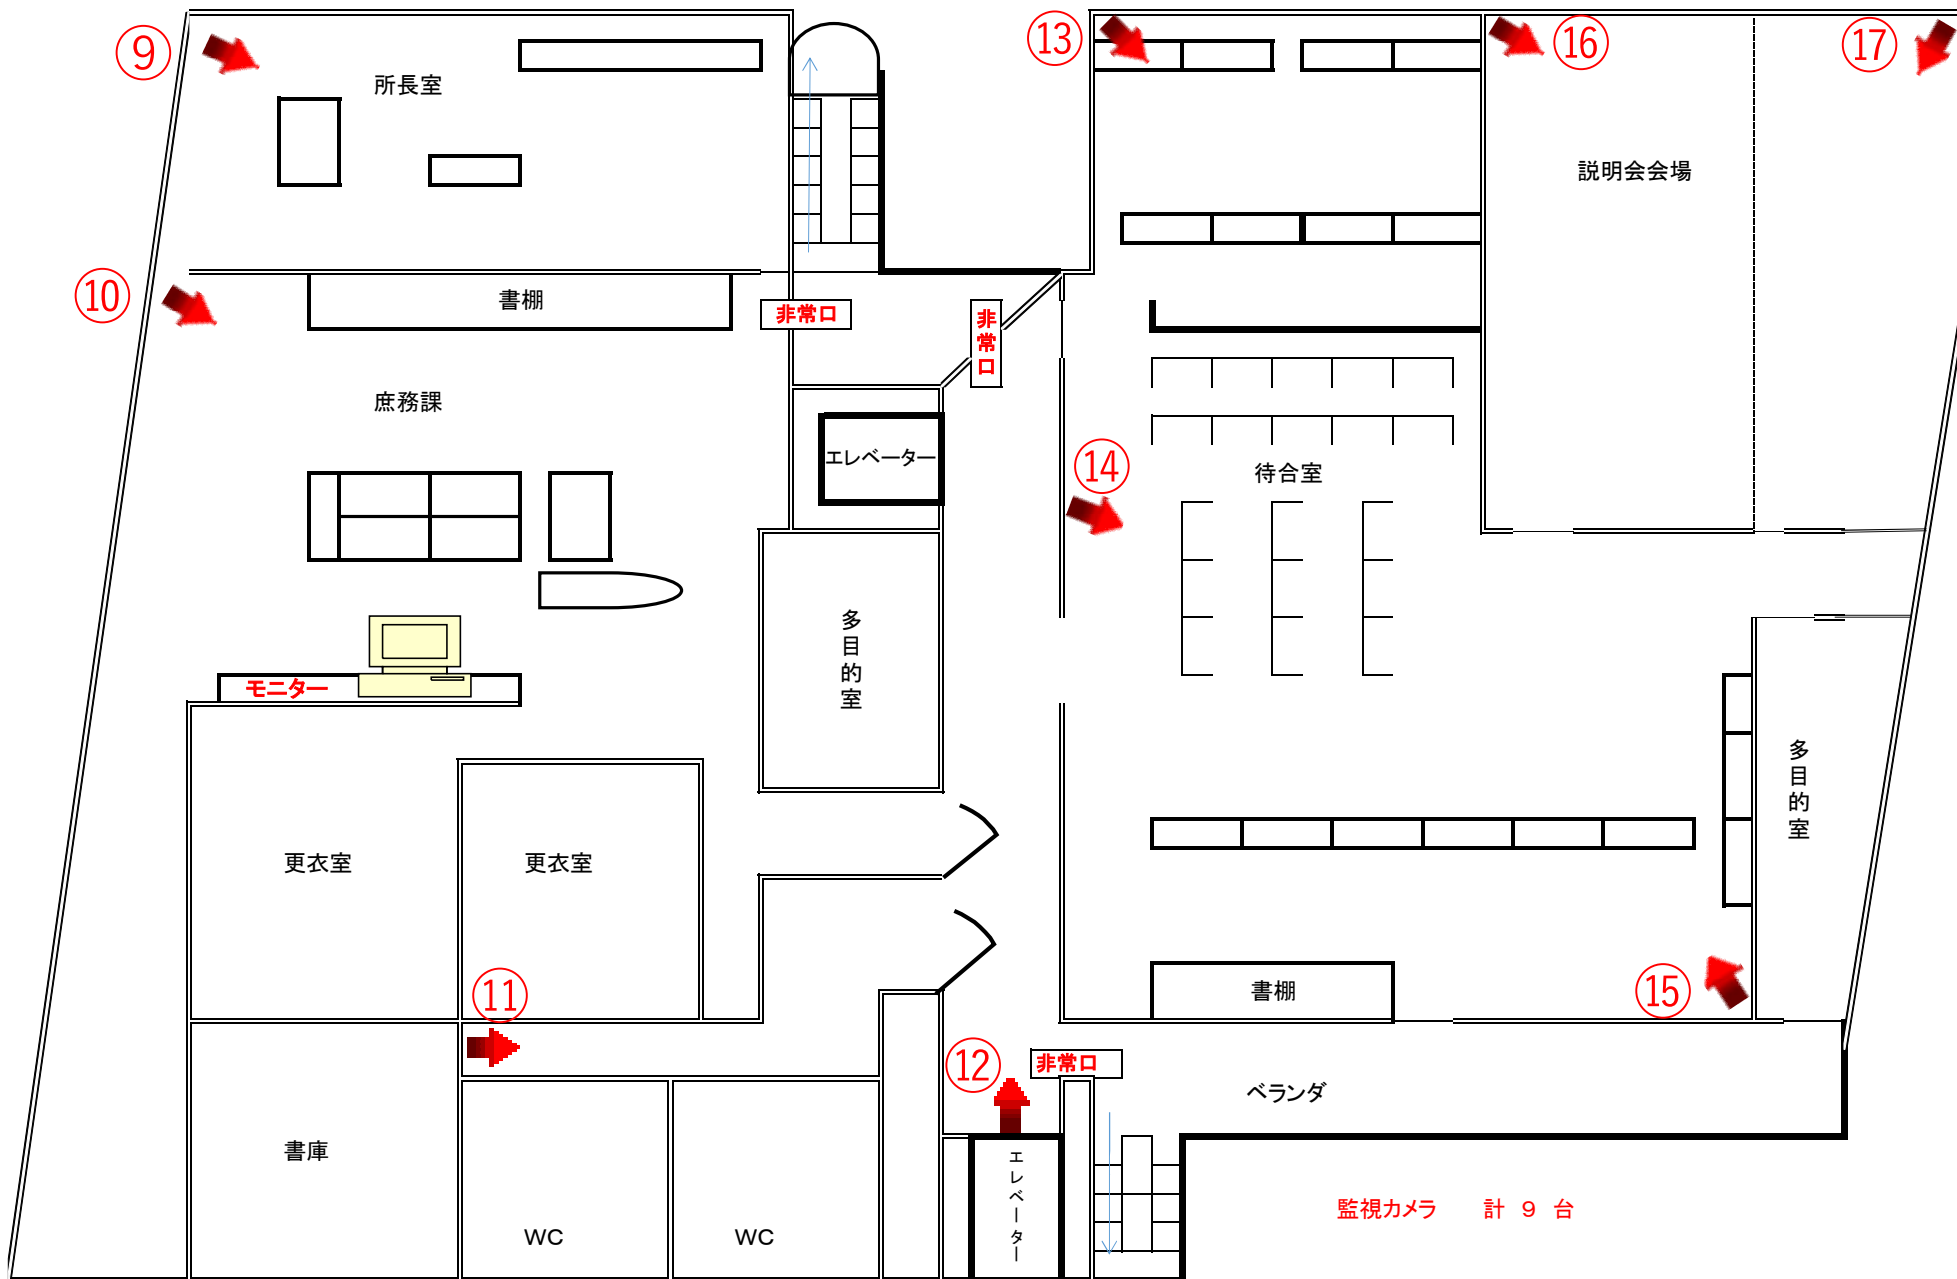 ⑨
所長室
⑬
⑯
⑰
説明会会場
⑩
書棚
非常口
非常口
庶務課
エレベーター
⑭
待合室
多目的室
モニター
多目的室
更衣室
更衣室
⑪
書棚
⑮
⑫
非常口
ベランダ
書庫
エレベーター
WC
WC
監視カメラ　計 9 台